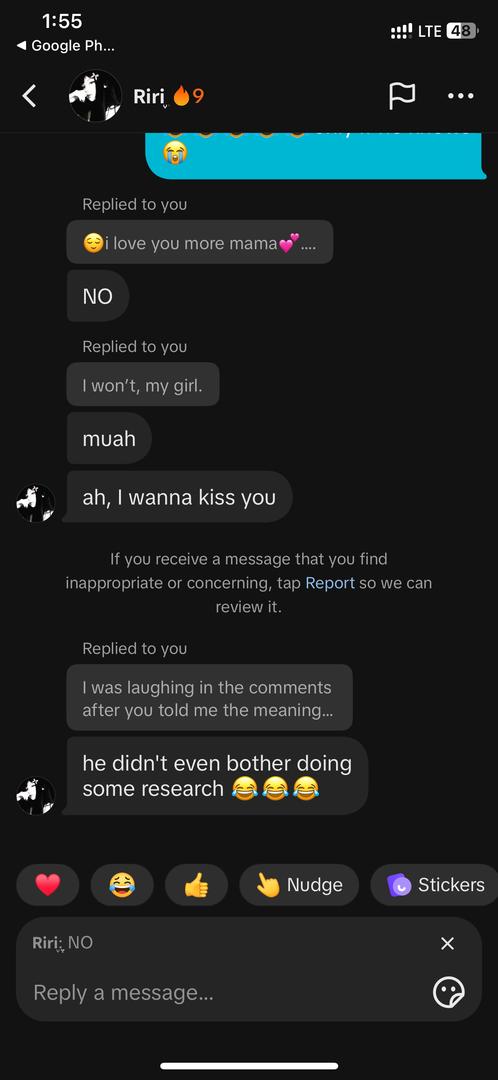 1:55
LTE 48
◀ Google Ph...
Riri 🔥9
😭
Replied to you
😌i love you more mama💕....
NO
Replied to you
I won't, my girl.
muah
ah, I wanna kiss you
If you receive a message that you find
inappropriate or concerning, tap Report so we can
review it.
Replied to you
I was laughing in the comments
after you told me the meaning...
he didn't even bother doing
some research 😂😂😂
❤️ 😂 👍 👆 Nudge Stickers
Riri: NO
Reply a message...